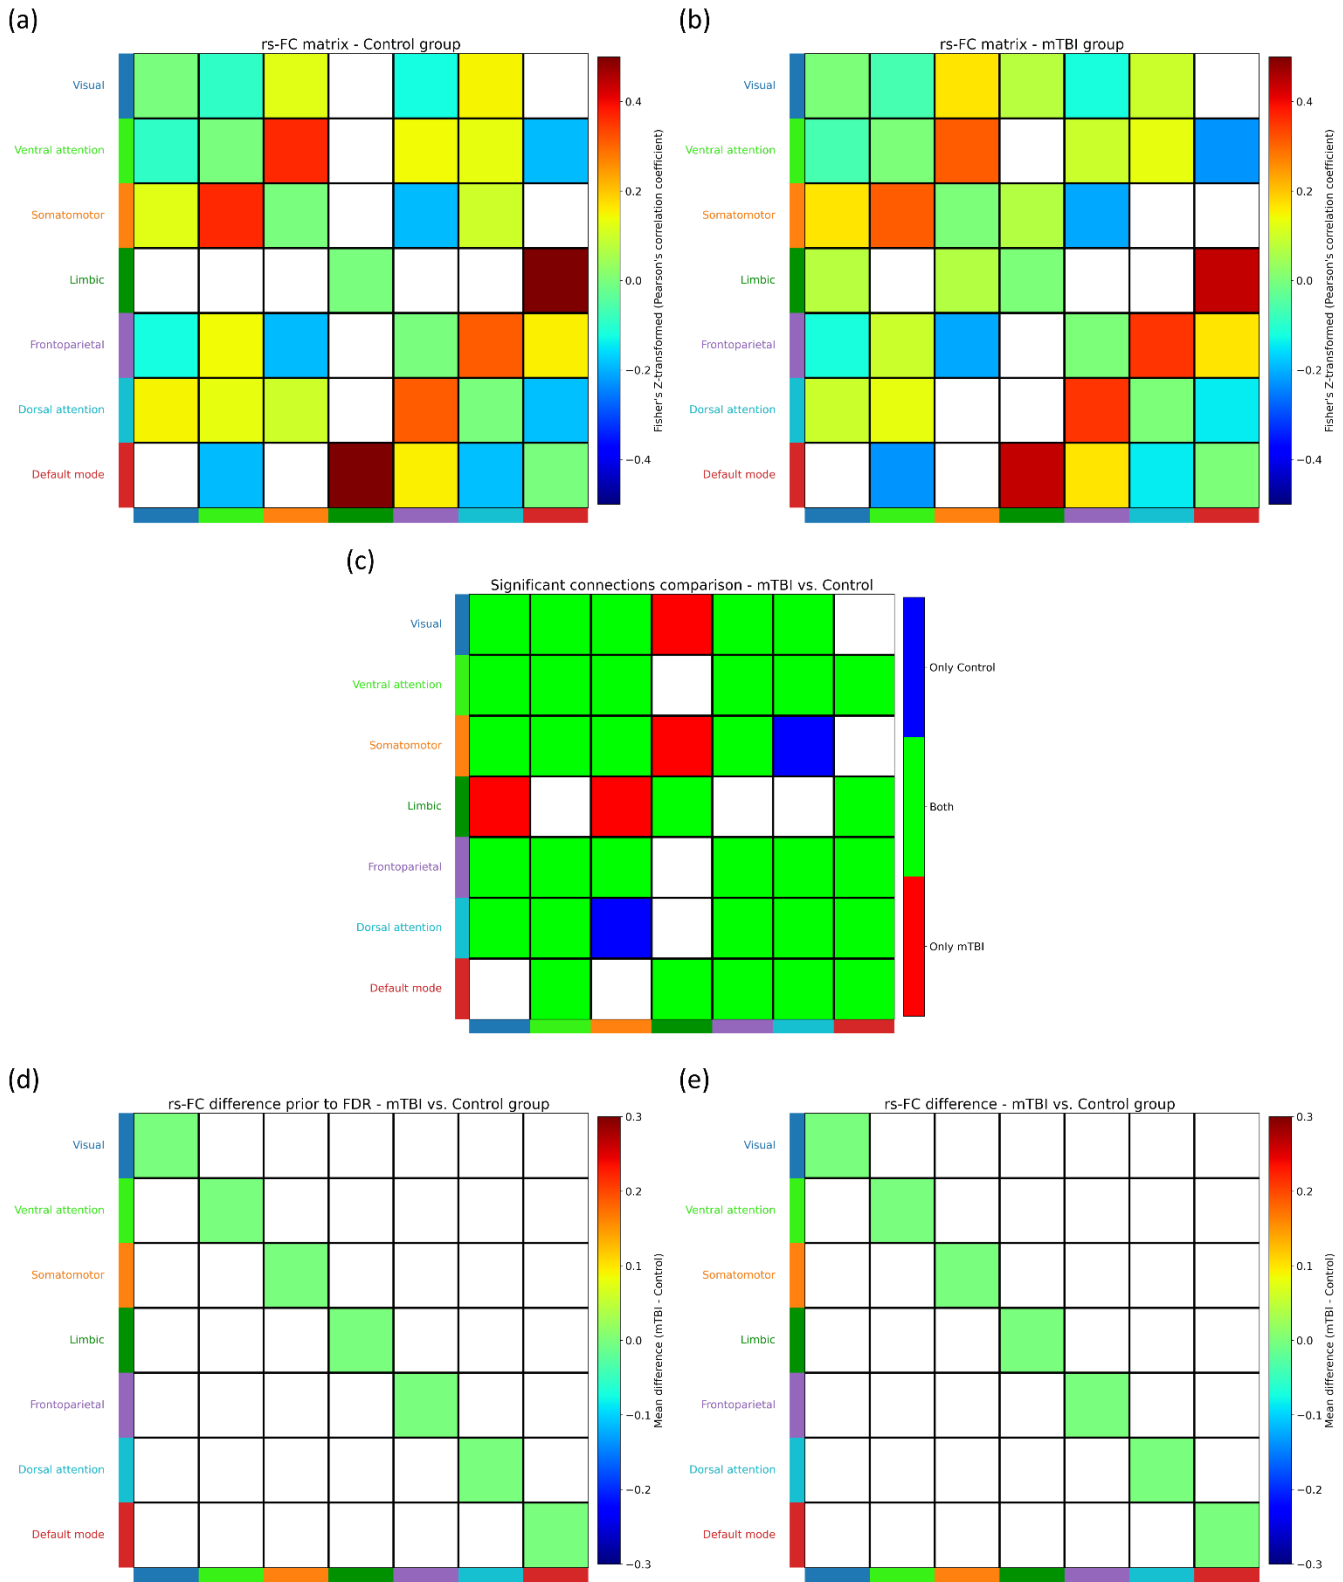 (a)
rs-FC matrix - Control group
Visual
Ventral attention
Somatomotor
Limbic
Frontoparietal
Dorsal attention
Default mode
0.4
0.2
0.0
−0.2
−0.4
Fisher's Z-transformed (Pearson's correlation coefficient)
(b)
rs-FC matrix - mTBI group
Visual
Ventral attention
Somatomotor
Limbic
Frontoparietal
Dorsal attention
Default mode
0.4
0.2
0.0
−0.2
−0.4
Fisher's Z-transformed (Pearson's correlation coefficient)
(c)
Significant connections comparison - mTBI vs. Control
Visual
Ventral attention
Somatomotor
Limbic
Frontoparietal
Dorsal attention
Default mode
Only Control
Both
Only mTBI
(d)
rs-FC difference prior to FDR - mTBI vs. Control group
Visual
Ventral attention
Somatomotor
Limbic
Frontoparietal
Dorsal attention
Default mode
0.3
0.2
0.1
0.0
−0.1
−0.2
−0.3
Mean difference (mTBI - Control)
(e)
rs-FC difference - mTBI vs. Control group
Visual
Ventral attention
Somatomotor
Limbic
Frontoparietal
Dorsal attention
Default mode
0.3
0.2
0.1
0.0
−0.1
−0.2
−0.3
Mean difference (mTBI - Control)